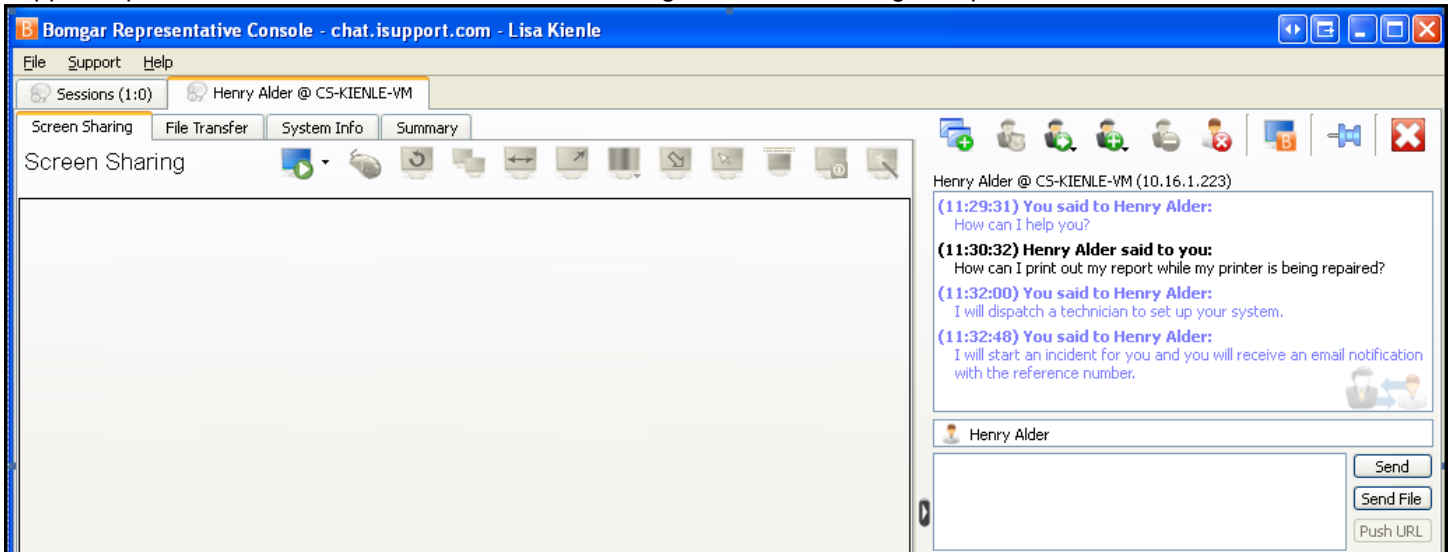 Bomgar Representative Console - chat.isupport.com - Lisa Kienle
File Support Help
Sessions (1:0) Henry Alder @ CS-KIENLE-VM
Screen Sharing File Transfer System Info Summary
Screen Sharing
Henry Alder @ CS-KIENLE-VM (10.16.1.223)
(11:29:31) You said to Henry Alder:
How can I help you?
(11:30:32) Henry Alder said to you:
How can I print out my report while my printer is being repaired?
(11:32:00) You said to Henry Alder:
I will dispatch a technician to set up your system.
(11:32:48) You said to Henry Alder:
I will start an incident for you and you will receive an email notification
with the reference number.
Henry Alder
Send
Send File
Push URL